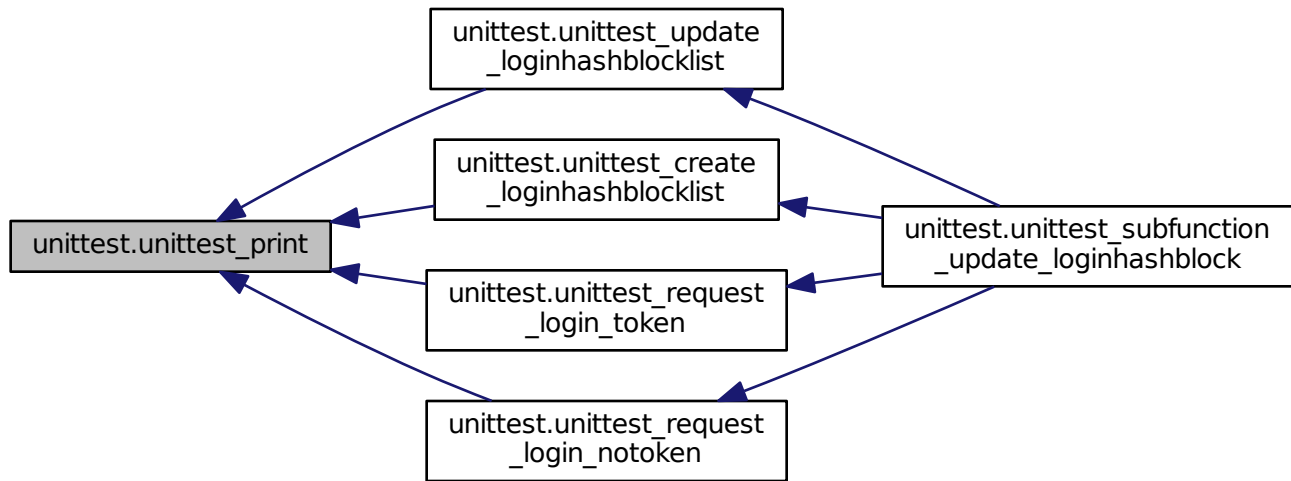 unittest.unittest_update
_loginhashblocklist
unittest.unittest_create
_loginhashblocklist
unittest.unittest_print
unittest.unittest_subfunction
_update_loginhashblock
unittest.unittest_request
_login_token
unittest.unittest_request
_login_notoken